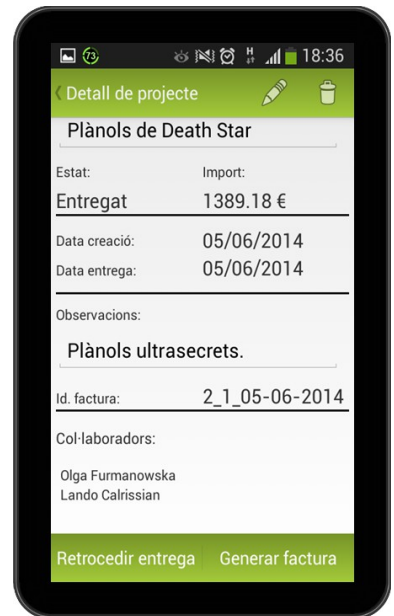 73 H 18:36
Detall de projecte
Plànols de Death Star
Estat: Import:
Entregat 1389.18 €
Data creació: 05/06/2014
Data entrega: 05/06/2014
Observacions:
Plànols ultrasecrets.
Id. factura: 2_1_05-06-2014
Col·laboradors:
Olga Furmanowska
Lando Calrissian
Retrocedir entrega Generar factura